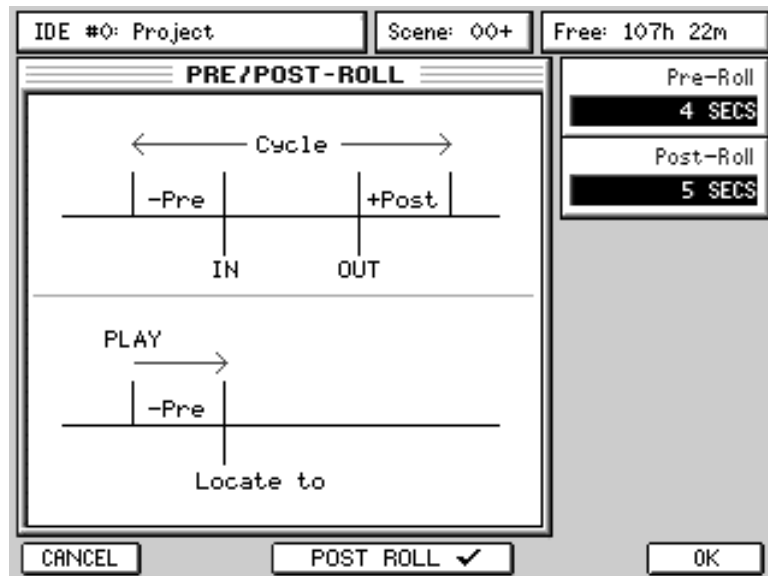 IDE #0: Project
Scene: 00+
Free: 107h 22m
PRE/POST-ROLL
Pre-Roll
4 SECS
Post-Roll
5 SECS
Cycle
-Pre
+Post
IN
OUT
PLAY
-Pre
Locate to
CANCEL
POST ROLL ✓
OK